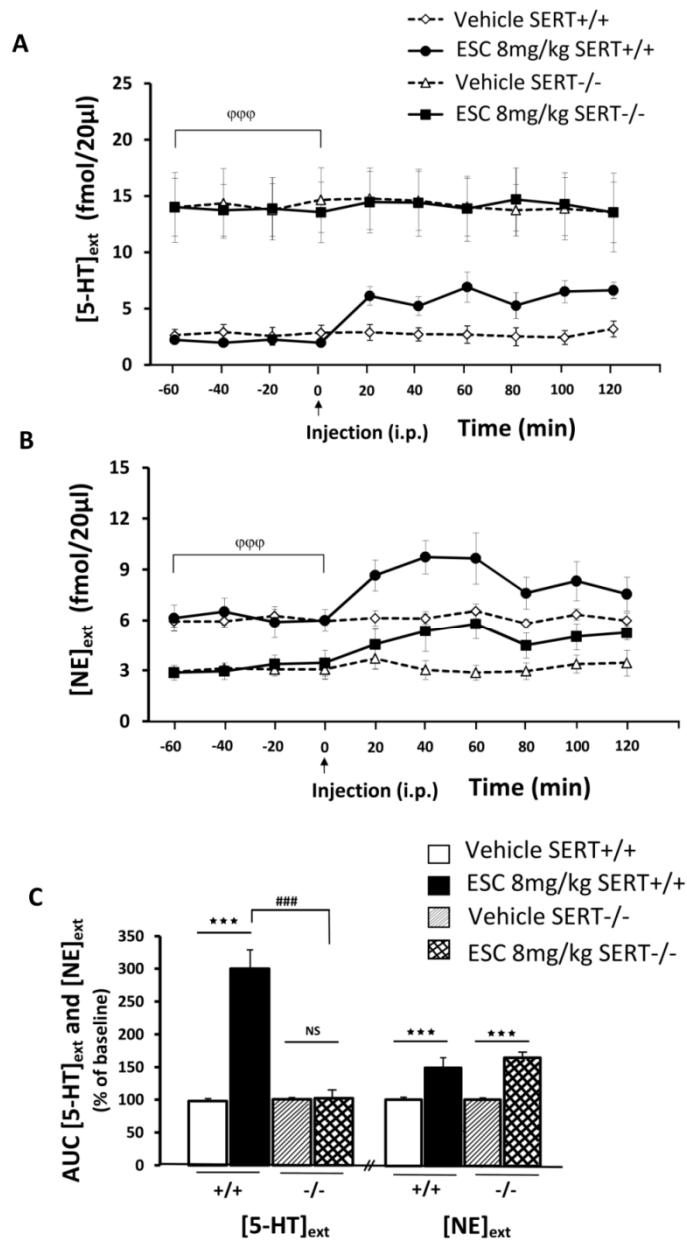 A
Vehicle SERT+/+
ESC 8mg/kg SERT+/+
Vehicle SERT-/-
ESC 8mg/kg SERT-/-
[5-HT]ext (fmol/20µl)
25
20
15
10
5
0
φφφ
-60 -40 -20 0 20 40 60 80 100 120
Injection (i.p.) Time (min)
B
[NE]ext (fmol/20µl)
15
12
9
6
3
0
φφφ
-60 -40 -20 0 20 40 60 80 100 120
Injection (i.p.) Time (min)
C
Vehicle SERT+/+
ESC 8mg/kg SERT+/+
Vehicle SERT-/-
ESC 8mg/kg SERT-/-
AUC [5-HT]ext and [NE]ext
(% of baseline)
350
300
250
200
150
100
50
0
★★★ ###
NS
★★★ ★★★
+/+ -/- // +/+ -/-
[5-HT]ext [NE]ext